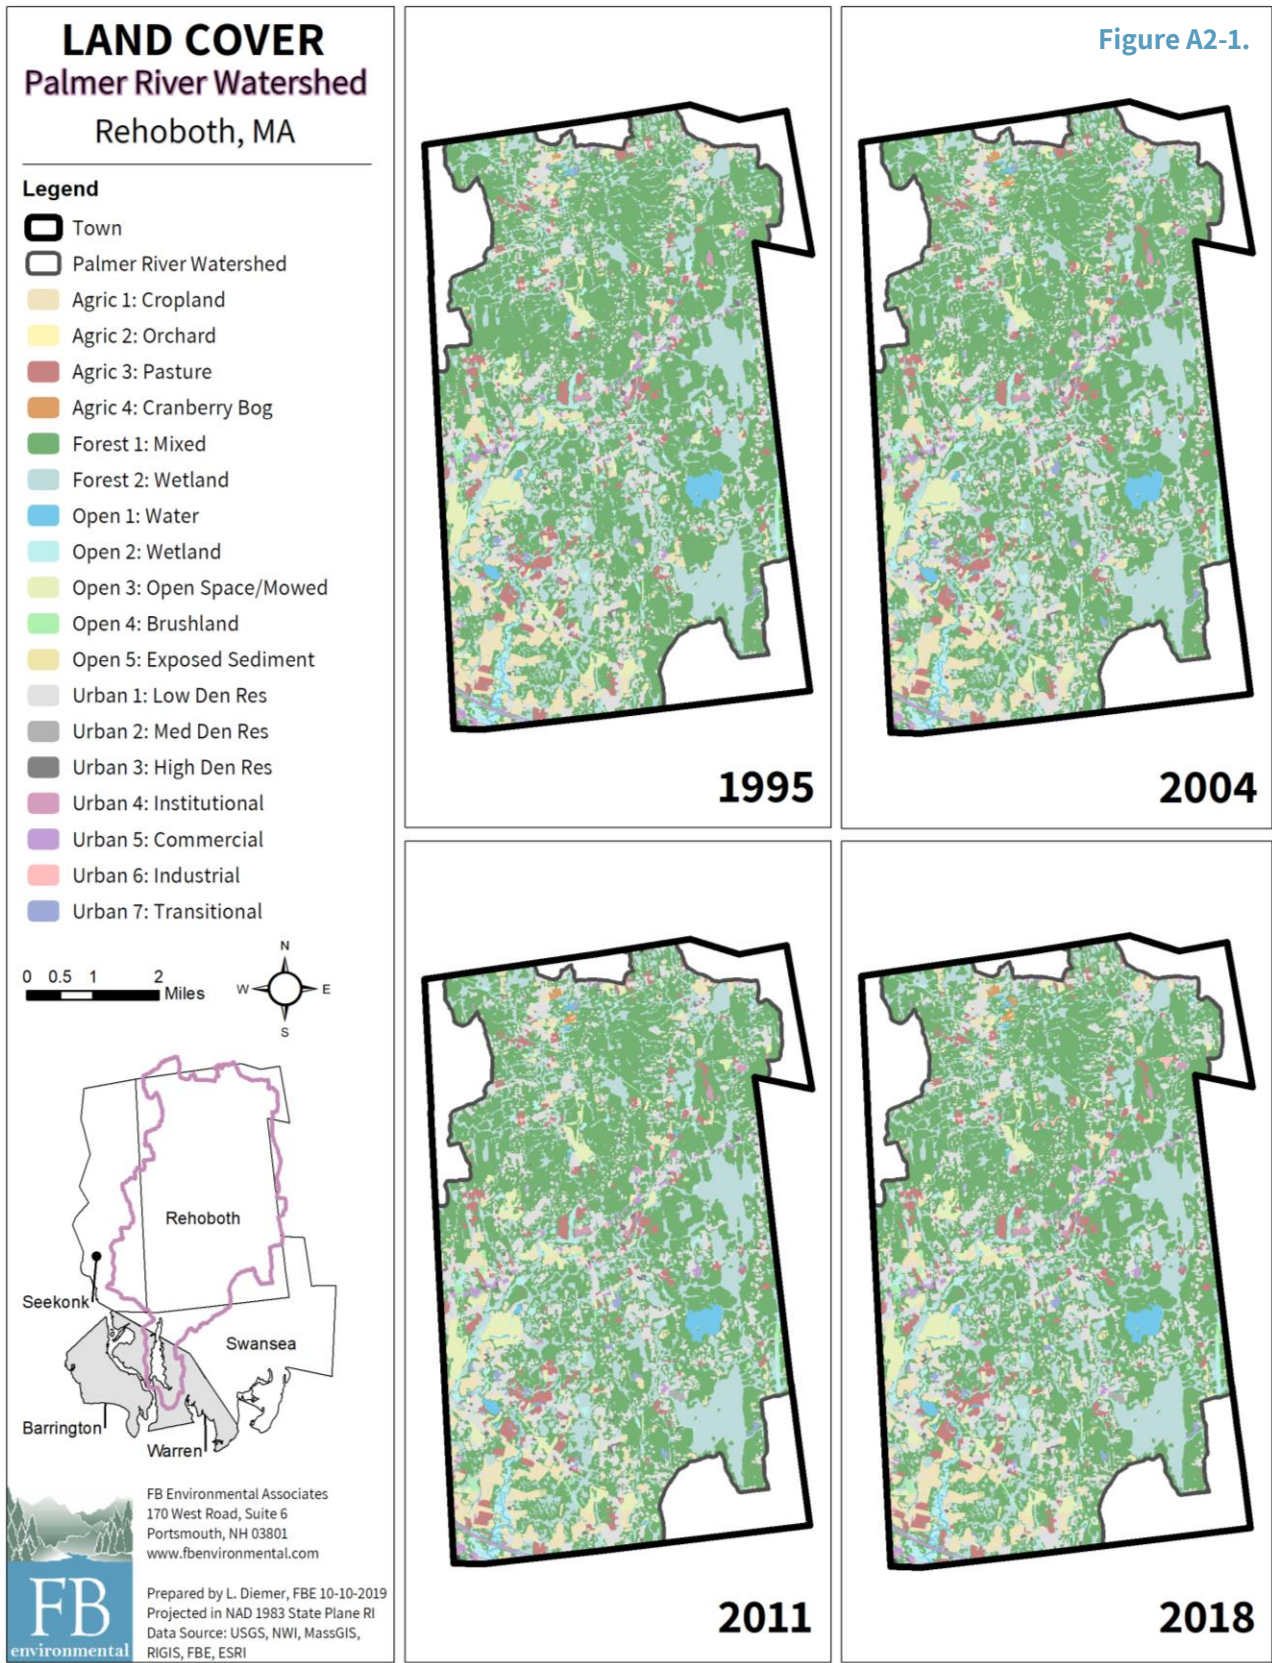 LAND COVER
Palmer River Watershed
Rehoboth, MA
Legend
Town
Palmer River Watershed
Agric 1: Cropland
Agric 2: Orchard
Agric 3: Pasture
Agric 4: Cranberry Bog
Forest 1: Mixed
Forest 2: Wetland
Open 1: Water
Open 2: Wetland
Open 3: Open Space/Mowed
Open 4: Brushland
Open 5: Exposed Sediment
Urban 1: Low Den Res
Urban 2: Med Den Res
Urban 3: High Den Res
Urban 4: Institutional
Urban 5: Commercial
Urban 6: Industrial
Urban 7: Transitional
0 0.5 1 2
Miles
N
W E
S
Rehoboth
Seekonk
Swansea
Barrington
Warren
FB
environmental
FB Environmental Associates
170 West Road, Suite 6
Portsmouth, NH 03801
www.fbenvironmental.com
Prepared by L. Diemer, FBE 10-10-2019
Projected in NAD 1983 State Plane RI
Data Source: USGS, NWI, MassGIS,
RIGIS, FBE, ESRI
Figure A2-1.
1995
2004
2011
2018